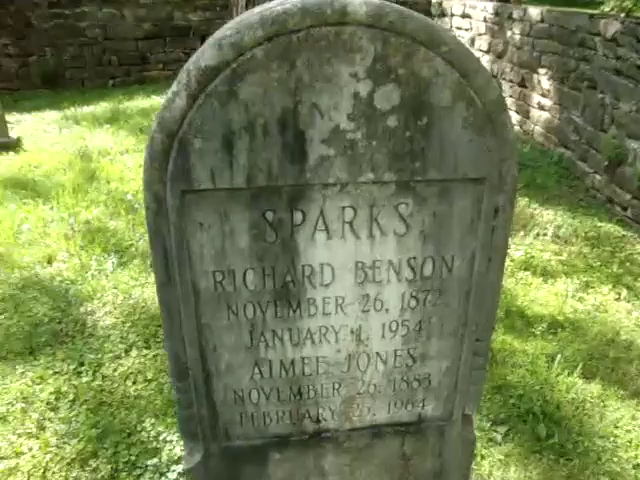 SPARKS
RICHARD BENSON
NOVEMBER 26, 1872
JANUARY 1, 1954
AIMEE JONES
NOVEMBER 26, 1883
FEBRUARY 25, 1964